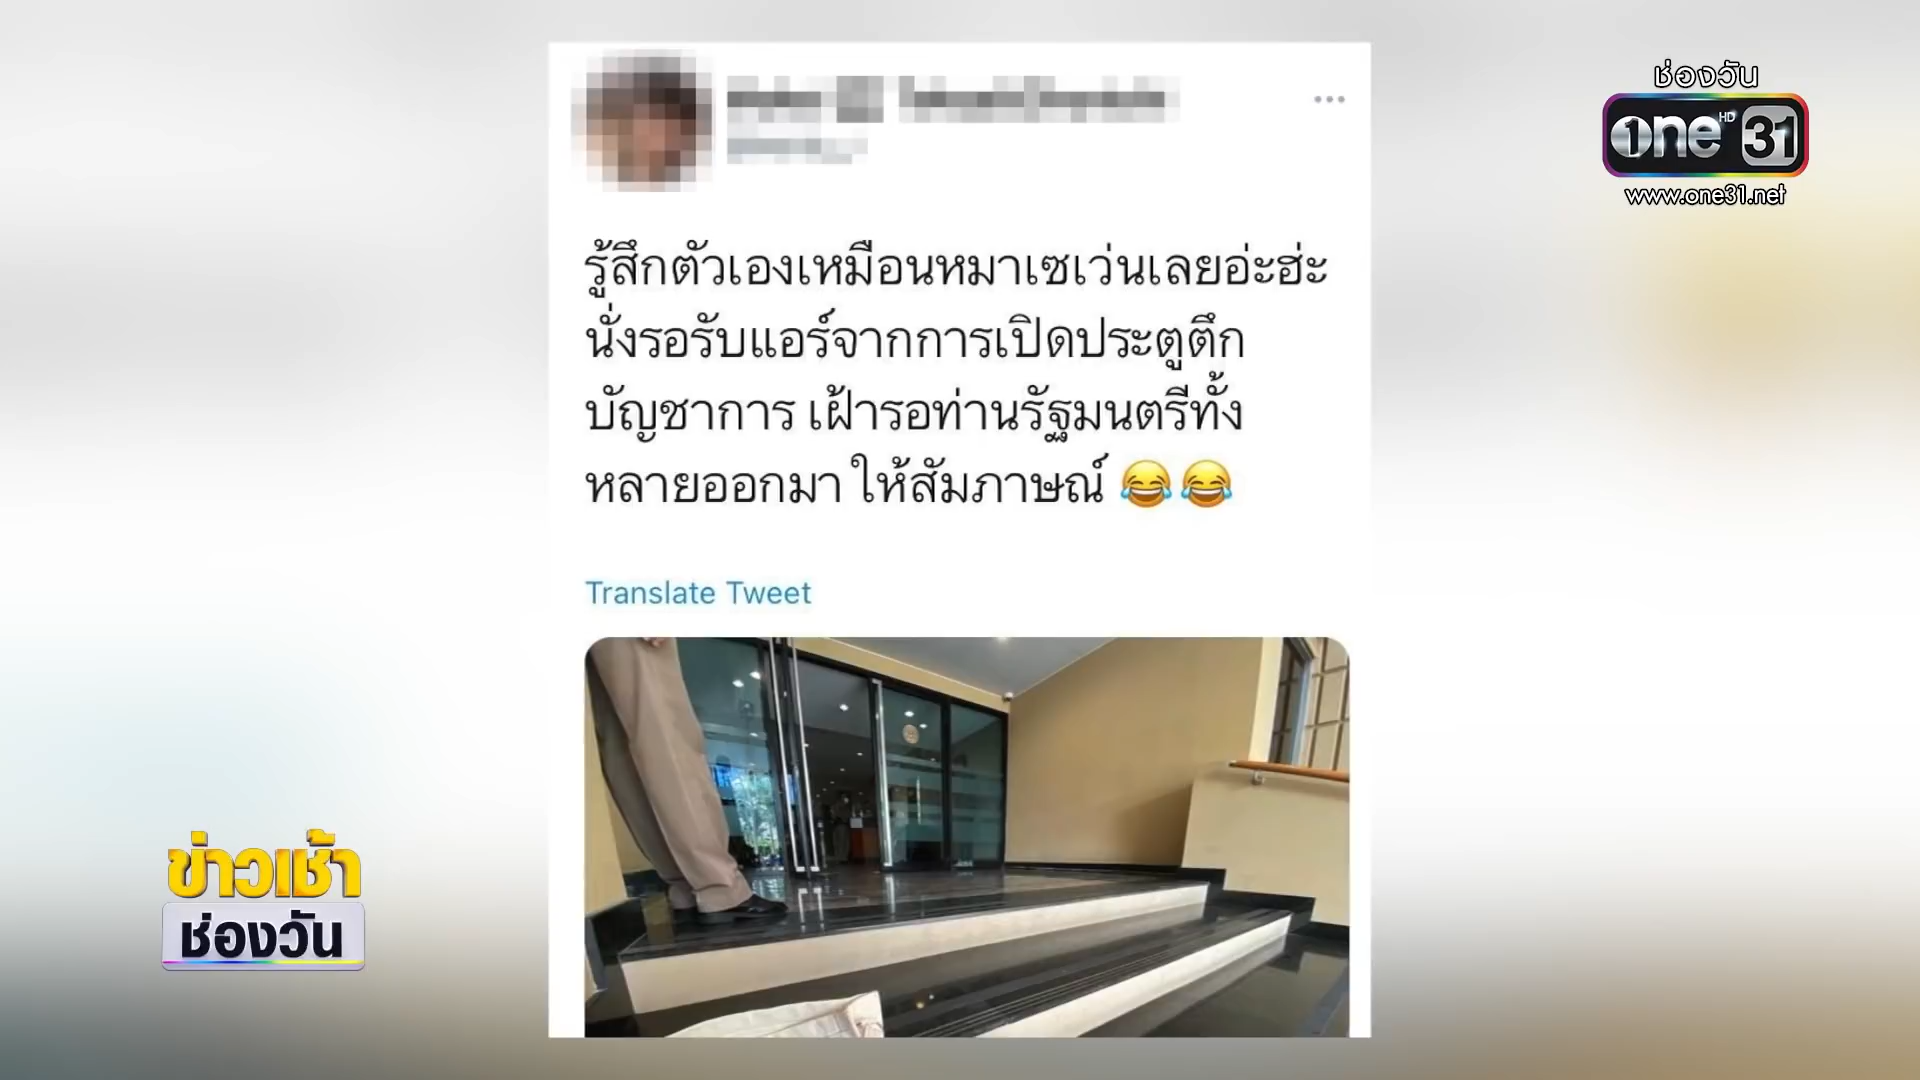 ช่องวัน
one HD 31
www.one31.net
รู้สึกตัวเองเหมือนหมาเซเว่นเลยอ่ะฮ่ะ
นั่งรอรับแอร์จากการเปิดประตูตึก
บัญชาการ เฝ้ารอท่านรัฐมนตรีทั้ง
หลายออกมา ให้สัมภาษณ์ 😂😂
Translate Tweet
ข่าวเช้า
ช่องวัน